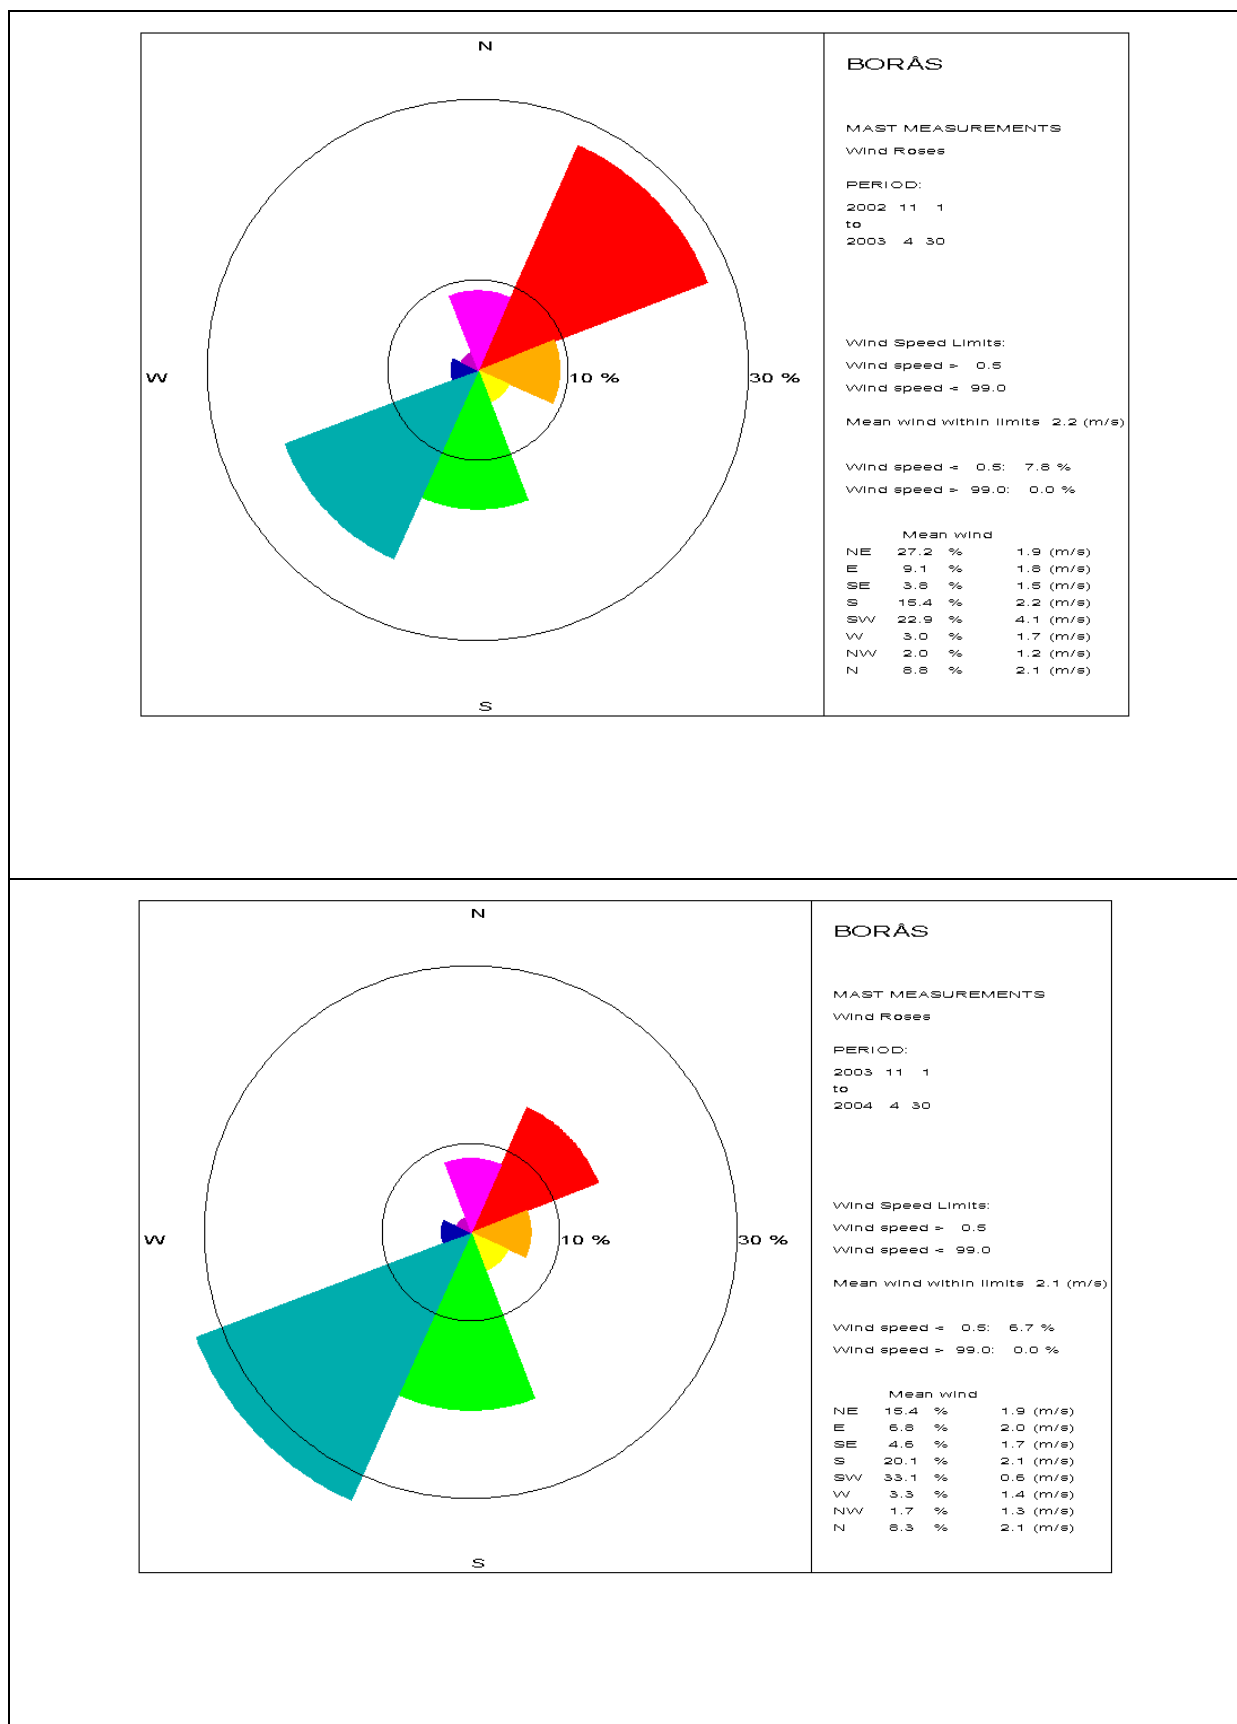 N
W
10 %
30 %
S
BORÅS
MAST MEASUREMENTS
Wind Roses
PERIOD:
2002 11 1
to
2003 4 30
Wind Speed Limits:
Wind speed > 0.5
Wind speed < 99.0
Mean wind within limits 2.2 (m/s)
Wind speed < 0.5: 7.8 %
Wind speed > 99.0: 0.0 %
Mean wind
NE 27.2 % 1.9 (m/s)
E 9.1 % 1.8 (m/s)
SE 3.8 % 1.5 (m/s)
S 15.4 % 2.2 (m/s)
SW 22.9 % 4.1 (m/s)
W 3.0 % 1.7 (m/s)
NW 2.0 % 1.2 (m/s)
N 8.8 % 2.1 (m/s)
N
W
10 %
30 %
S
BORÅS
MAST MEASUREMENTS
Wind Roses
PERIOD:
2003 11 1
to
2004 4 30
Wind Speed Limits:
Wind speed > 0.5
Wind speed < 99.0
Mean wind within limits 2.1 (m/s)
Wind speed < 0.5: 6.7 %
Wind speed > 99.0: 0.0 %
Mean wind
NE 15.4 % 1.9 (m/s)
E 6.8 % 2.0 (m/s)
SE 4.6 % 1.7 (m/s)
S 20.1 % 2.1 (m/s)
SW 33.1 % 0.6 (m/s)
W 3.3 % 1.4 (m/s)
NW 1.7 % 1.3 (m/s)
N 8.3 % 2.1 (m/s)